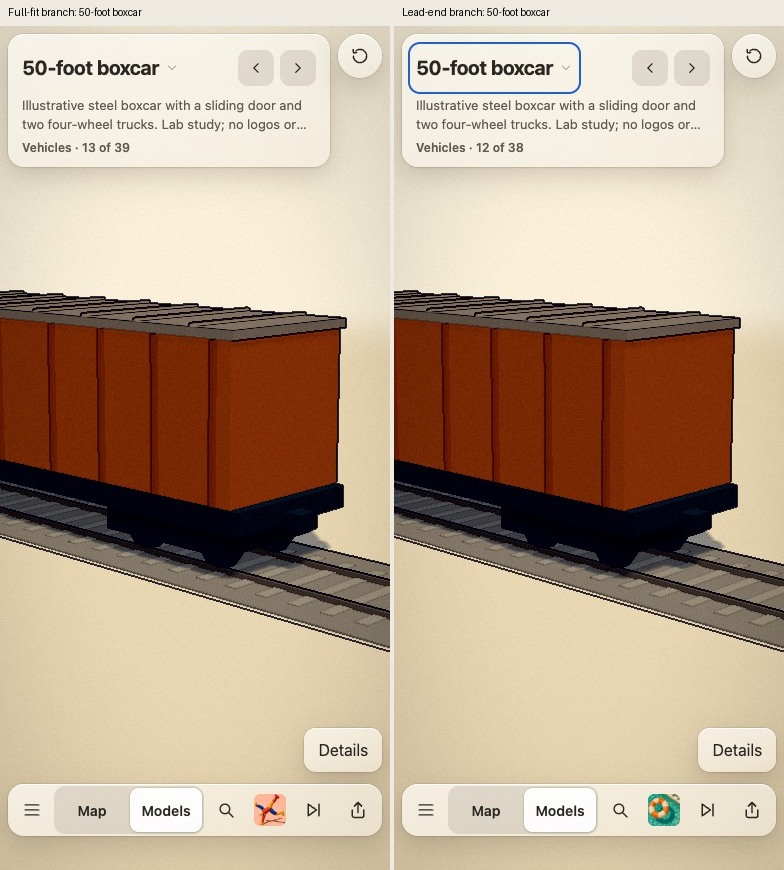 Full-fit branch: 50-foot boxcar
50-foot boxcar
Illustrative steel boxcar with a sliding door and
two four-wheel trucks. Lab study; no logos or…
Vehicles · 13 of 39
Details
Map
Models
Lead-end branch: 50-foot boxcar
50-foot boxcar
Illustrative steel boxcar with a sliding door and
two four-wheel trucks. Lab study; no logos or…
Vehicles · 12 of 38
Details
Map
Models